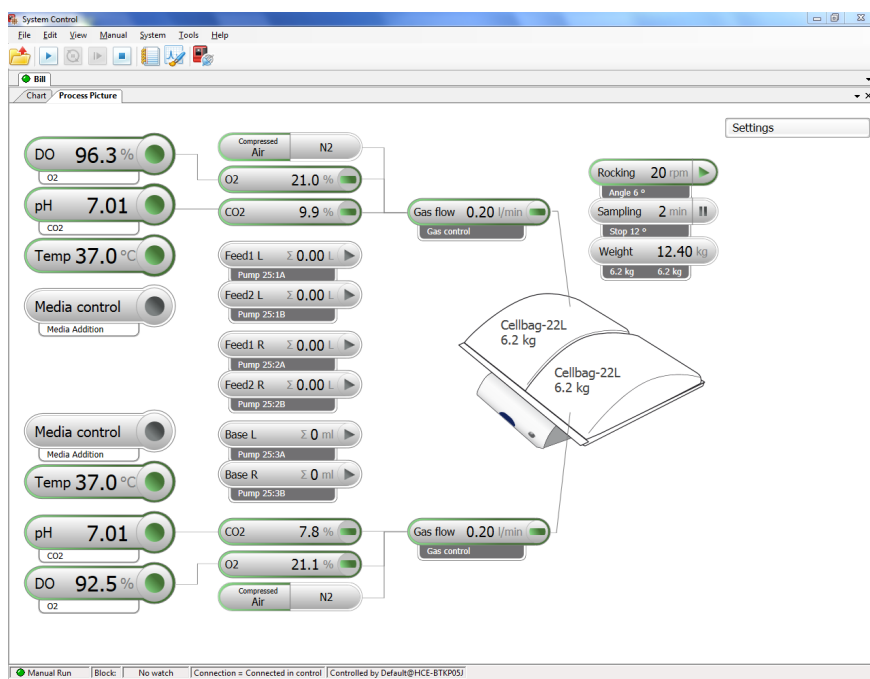 System Control
File Edit View Manual System Tools Help
Bill
Chart Process Picture
Settings
DO 96.3 %
O2
pH 7.01
CO2
Temp 37.0 °C
Media control
Media Addition
Compressed Air N2
O2 21.0 %
CO2 9.9 %
Gas flow 0.20 l/min
Gas control
Rocking 20 rpm
Angle 6 º
Sampling 2 min
Stop 12 º
Weight 12.40 kg
6.2 kg 6.2 kg
Feed1 L Σ 0.00 L
Pump 25:1A
Feed2 L Σ 0.00 L
Pump 25:1B
Feed1 R Σ 0.00 L
Pump 25:2A
Feed2 R Σ 0.00 L
Pump 25:2B
Cellbag-22L
6.2 kg
Cellbag-22L
6.2 kg
Media control
Media Addition
Temp 37.0 °C
Base L Σ 0 ml
Pump 25:3A
Base R Σ 0 ml
Pump 25:3B
pH 7.01
CO2
DO 92.5 %
O2
CO2 7.8 %
O2 21.1 %
Compressed Air N2
Gas flow 0.20 l/min
Gas control
Manual Run Block: No watch Connection = Connected in control Controlled by Default@HCE-BTKP05J